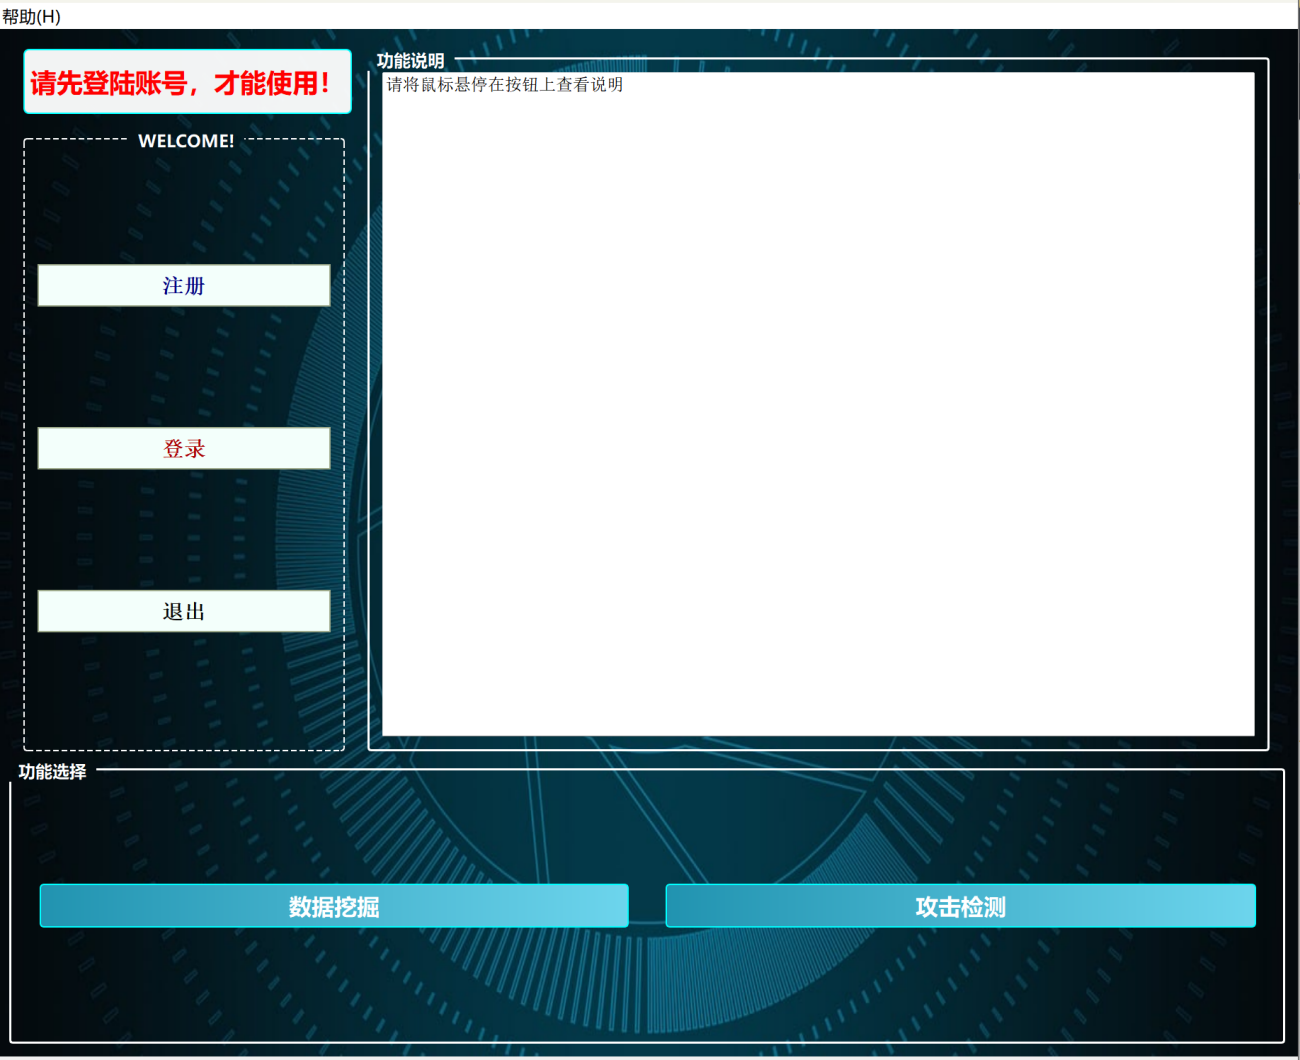 帮助(H)
请先登陆账号，才能使用！
WELCOME!
注册
登录
退出
功能说明
请将鼠标悬停在按钮上查看说明
功能选择
数据挖掘
攻击检测